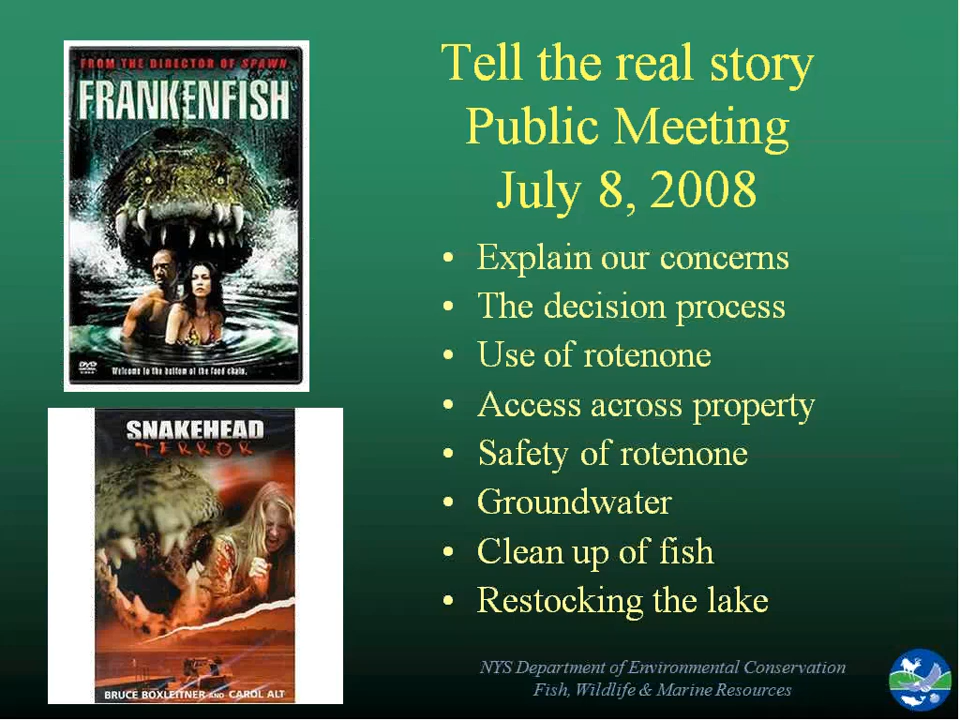 FROM THE DIRECTOR OF SPAWN
FRANKENFISH
DVD
Welcome to the bottom of the food chain.
SNAKEHEAD
TERROR
BRUCE BOXLEITNER AND CAROL ALT
Tell the real story
Public Meeting
July 8, 2008
• Explain our concerns
• The decision process
• Use of rotenone
• Access across property
• Safety of rotenone
• Groundwater
• Clean up of fish
• Restocking the lake
NYS Department of Environmental Conservation
Fish, Wildlife & Marine Resources